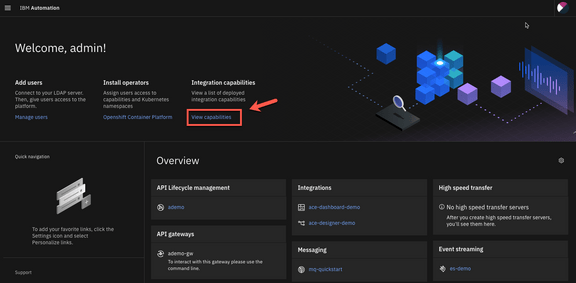 IBM Automation
Welcome, admin!
Add users
Connect to your LDAP server.
Then, give users access to the
platform.
Manage users
Install operators
Assign users access to
capabilities and Kubernetes
namespaces
Openshift Container Platform
Integration capabilities
View a list of deployed
integration capabilities
View capabilities
Quick navigation
To add your favorite links, click the
Settings icon and select
Personalize links.
Support
Overview
API Lifecycle management
ademo
API gateways
ademo-gw
To interact with this gateway please use the
command line.
Integrations
ace-dashboard-demo
ace-designer-demo
Messaging
mq-quickstart
High speed transfer
No high speed transfer servers
After you create high speed transfer servers,
you'll see them here.
Event streaming
es-demo